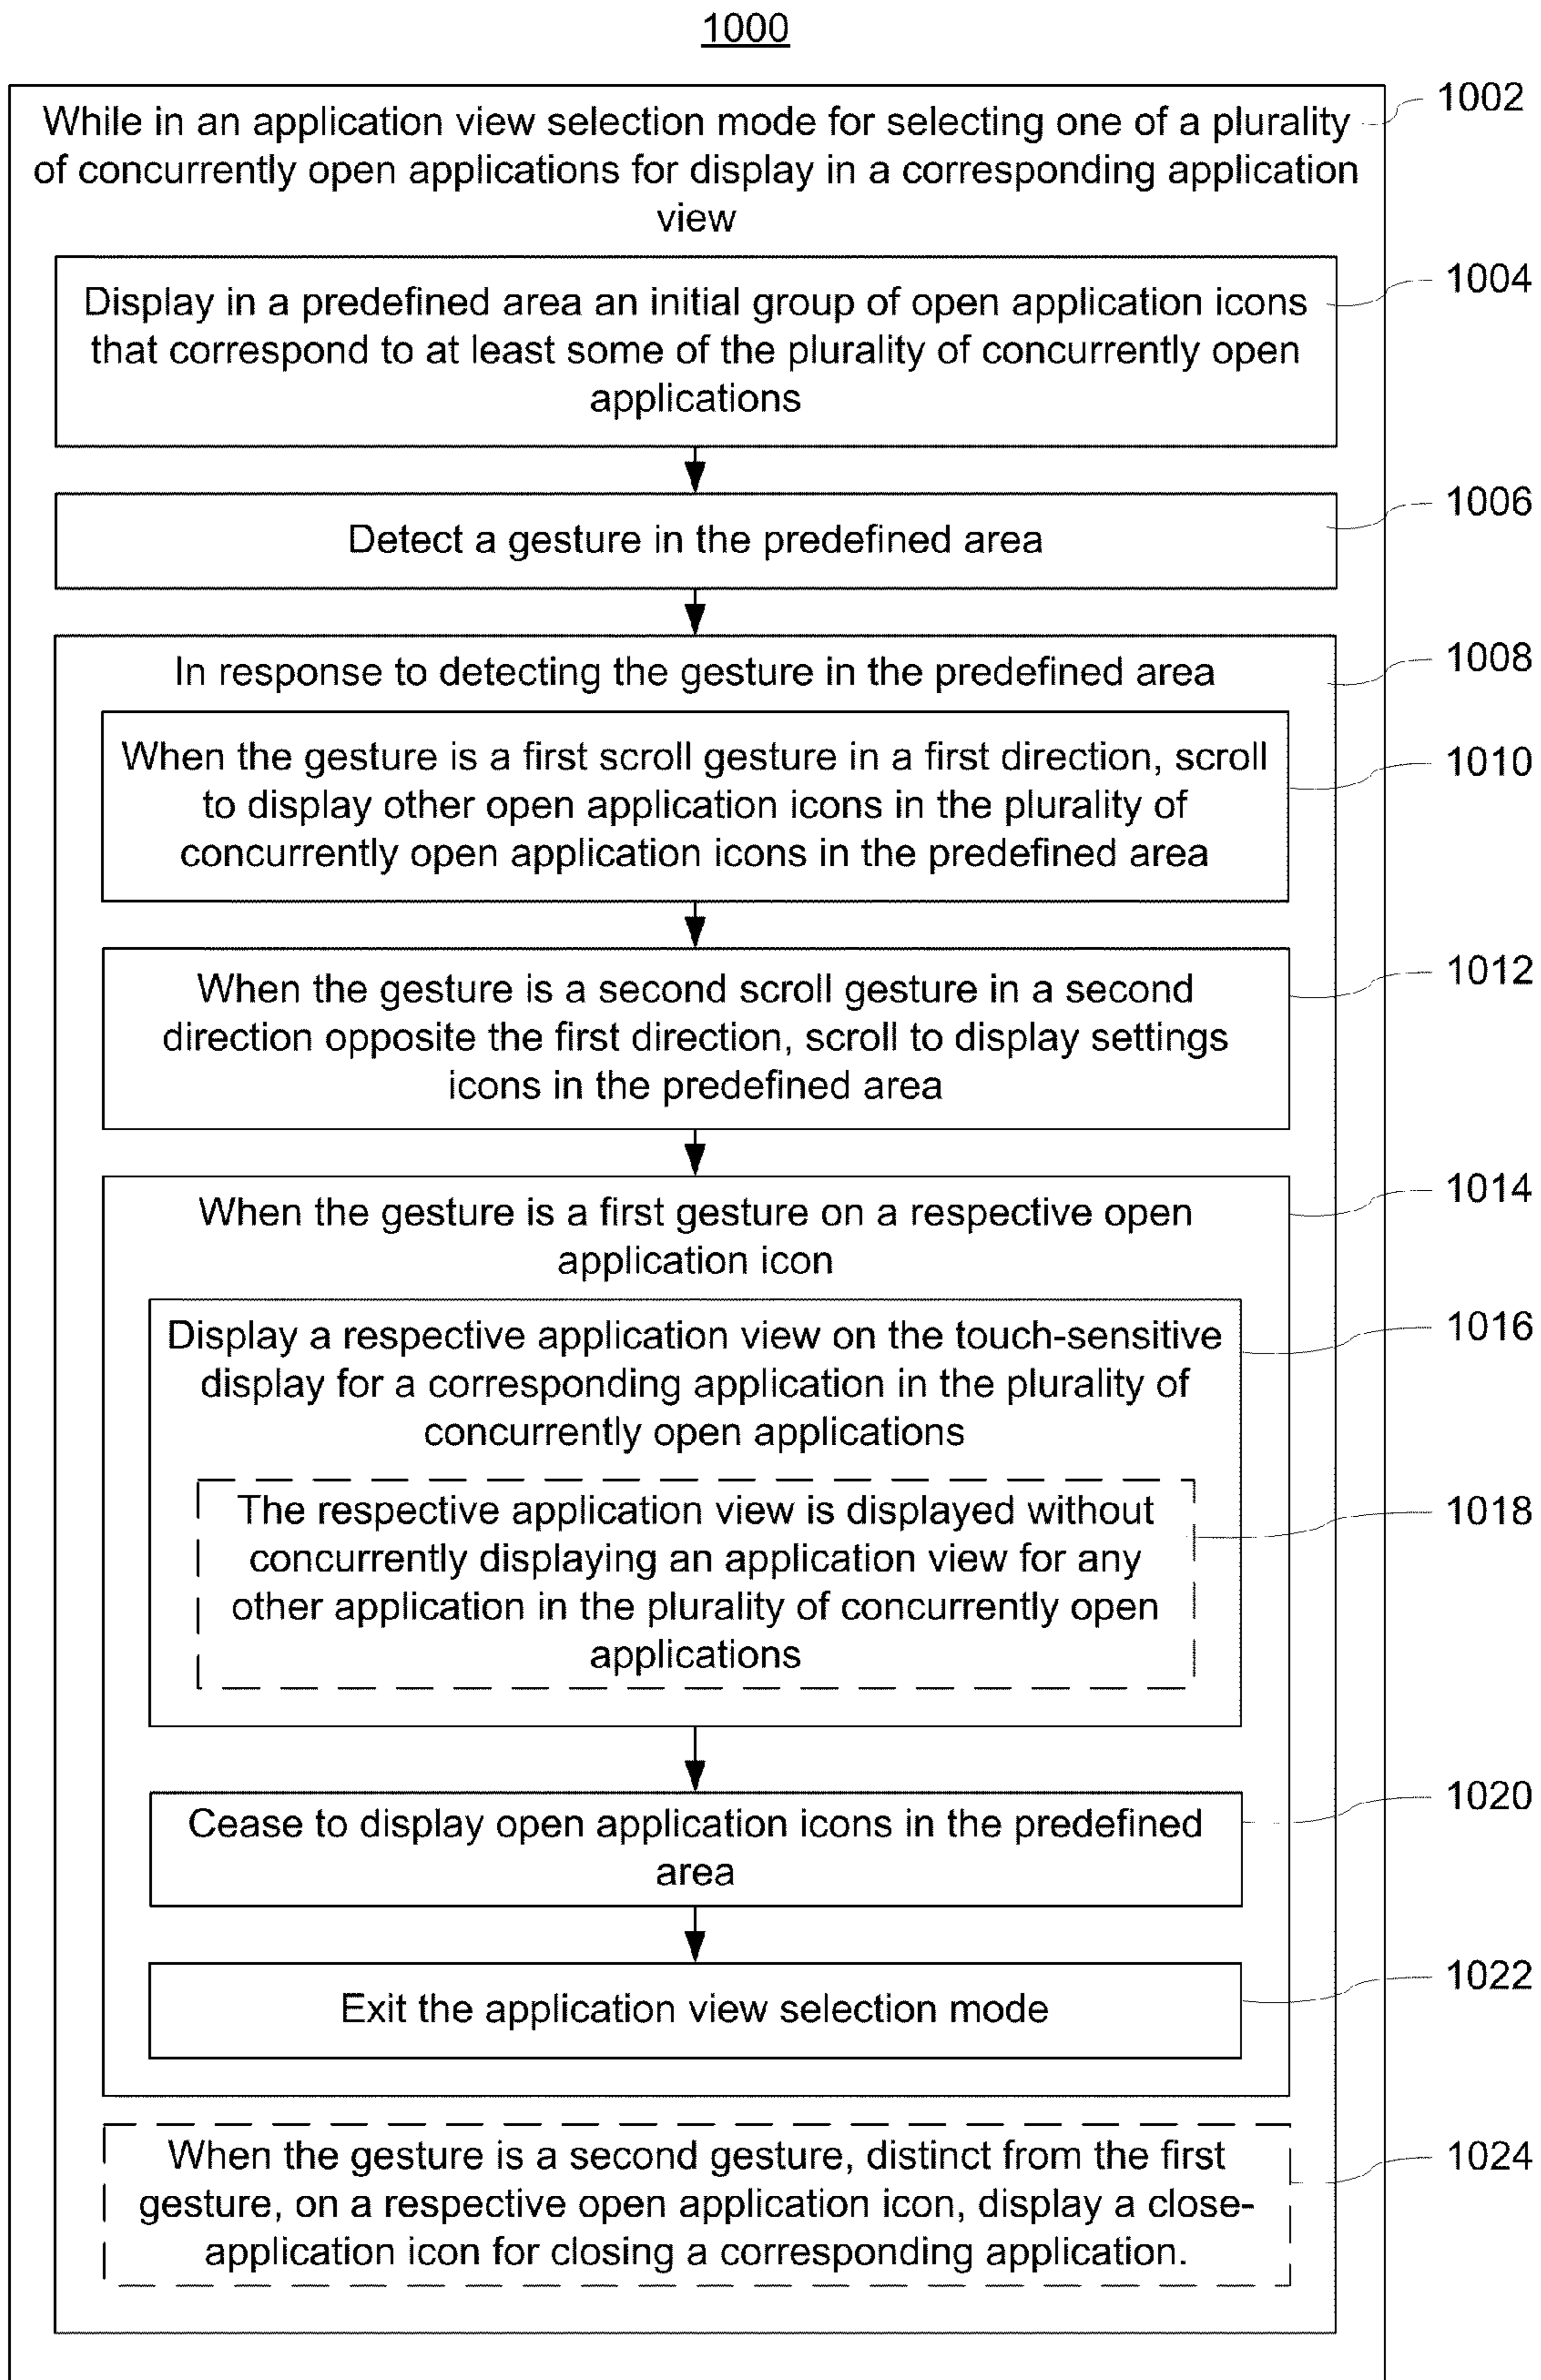 1000
While in an application view selection mode for selecting one of a plurality
of concurrently open applications for display in a corresponding application
view
1002
Display in a predefined area an initial group of open application icons
that correspond to at least some of the plurality of concurrently open
applications
1004
Detect a gesture in the predefined area
1006
In response to detecting the gesture in the predefined area
1008
When the gesture is a first scroll gesture in a first direction, scroll
to display other open application icons in the plurality of
concurrently open application icons in the predefined area
1010
When the gesture is a second scroll gesture in a second
direction opposite the first direction, scroll to display settings
icons in the predefined area
1012
When the gesture is a first gesture on a respective open
application icon
1014
Display a respective application view on the touch-sensitive
display for a corresponding application in the plurality of
concurrently open applications
1016
The respective application view is displayed without
concurrently displaying an application view for any
other application in the plurality of concurrently open
applications
1018
Cease to display open application icons in the predefined
area
1020
Exit the application view selection mode
1022
When the gesture is a second gesture, distinct from the first
gesture, on a respective open application icon, display a close-
application icon for closing a corresponding application.
1024